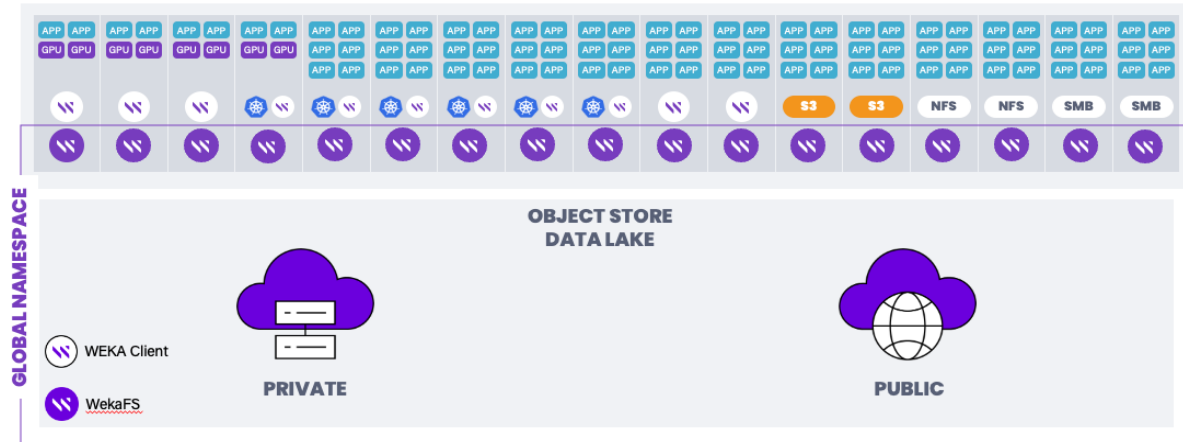 APP APP APP APP APP APP APP APP APP APP APP APP APP APP APP APP APP APP APP APP APP APP APP APP APP APP APP APP APP APP APP APP APP APP
GPU GPU GPU GPU GPU GPU GPU GPU APP APP APP APP APP APP APP APP APP APP APP APP APP APP APP APP APP APP APP APP APP APP APP APP APP APP
APP APP APP APP APP APP APP APP APP APP APP APP APP APP APP APP APP APP APP APP APP APP APP APP APP APP
S3 S3 NFS NFS SMB SMB
GLOBAL NAMESPACE
OBJECT STORE
DATA LAKE
WEKA Client
WekaFS
PRIVATE
PUBLIC